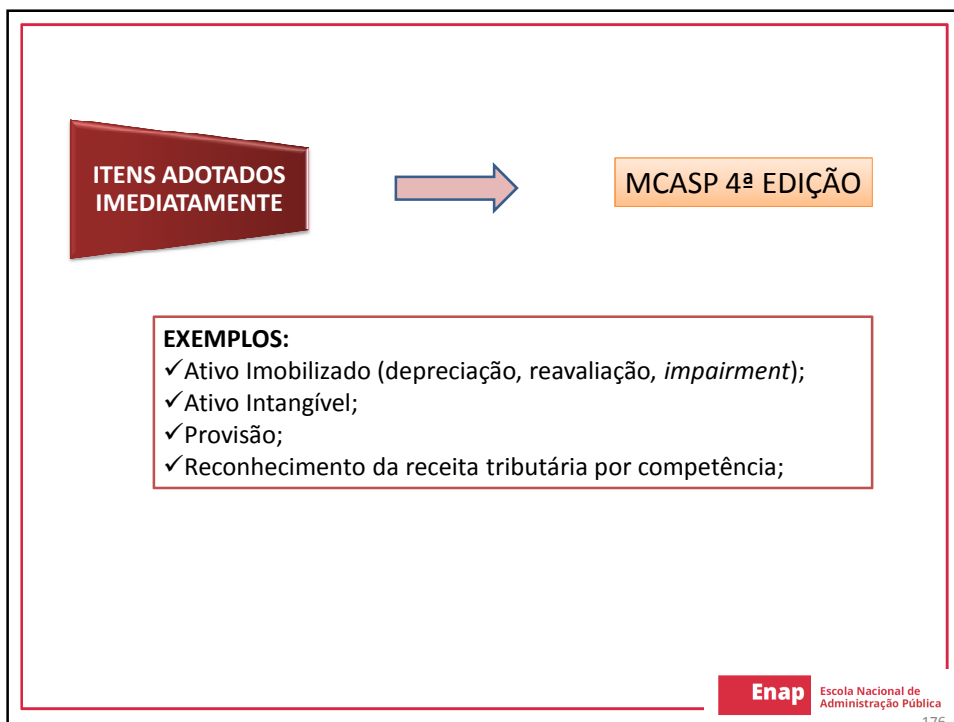 ITENS ADOTADOS
IMEDIATAMENTE
MCASP 4ª EDIÇÃO
EXEMPLOS:
✓Ativo Imobilizado (depreciação, reavaliação, impairment);
✓Ativo Intangível;
✓Provisão;
✓Reconhecimento da receita tributária por competência;
Enap
Escola Nacional de
Administração Pública
176